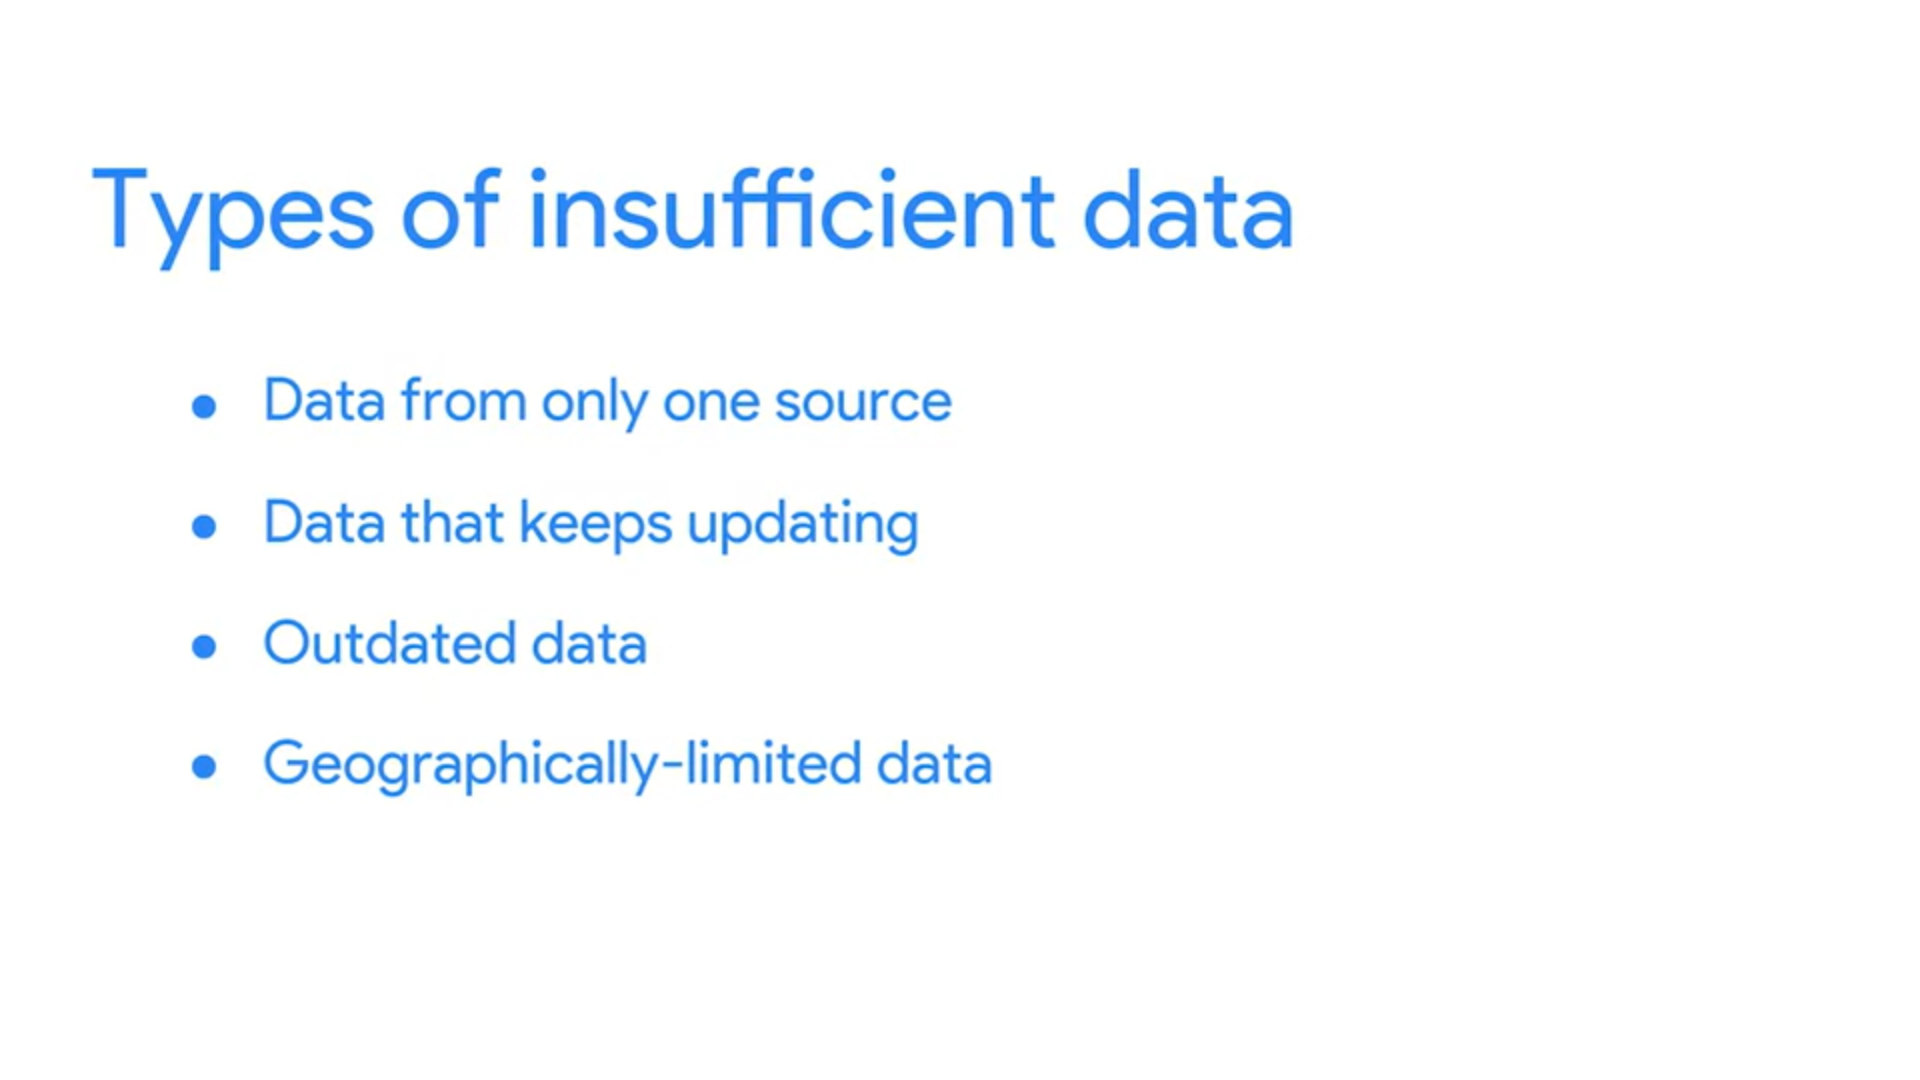 Types of insufficient data
• Data from only one source
• Data that keeps updating
• Outdated data
• Geographically-limited data